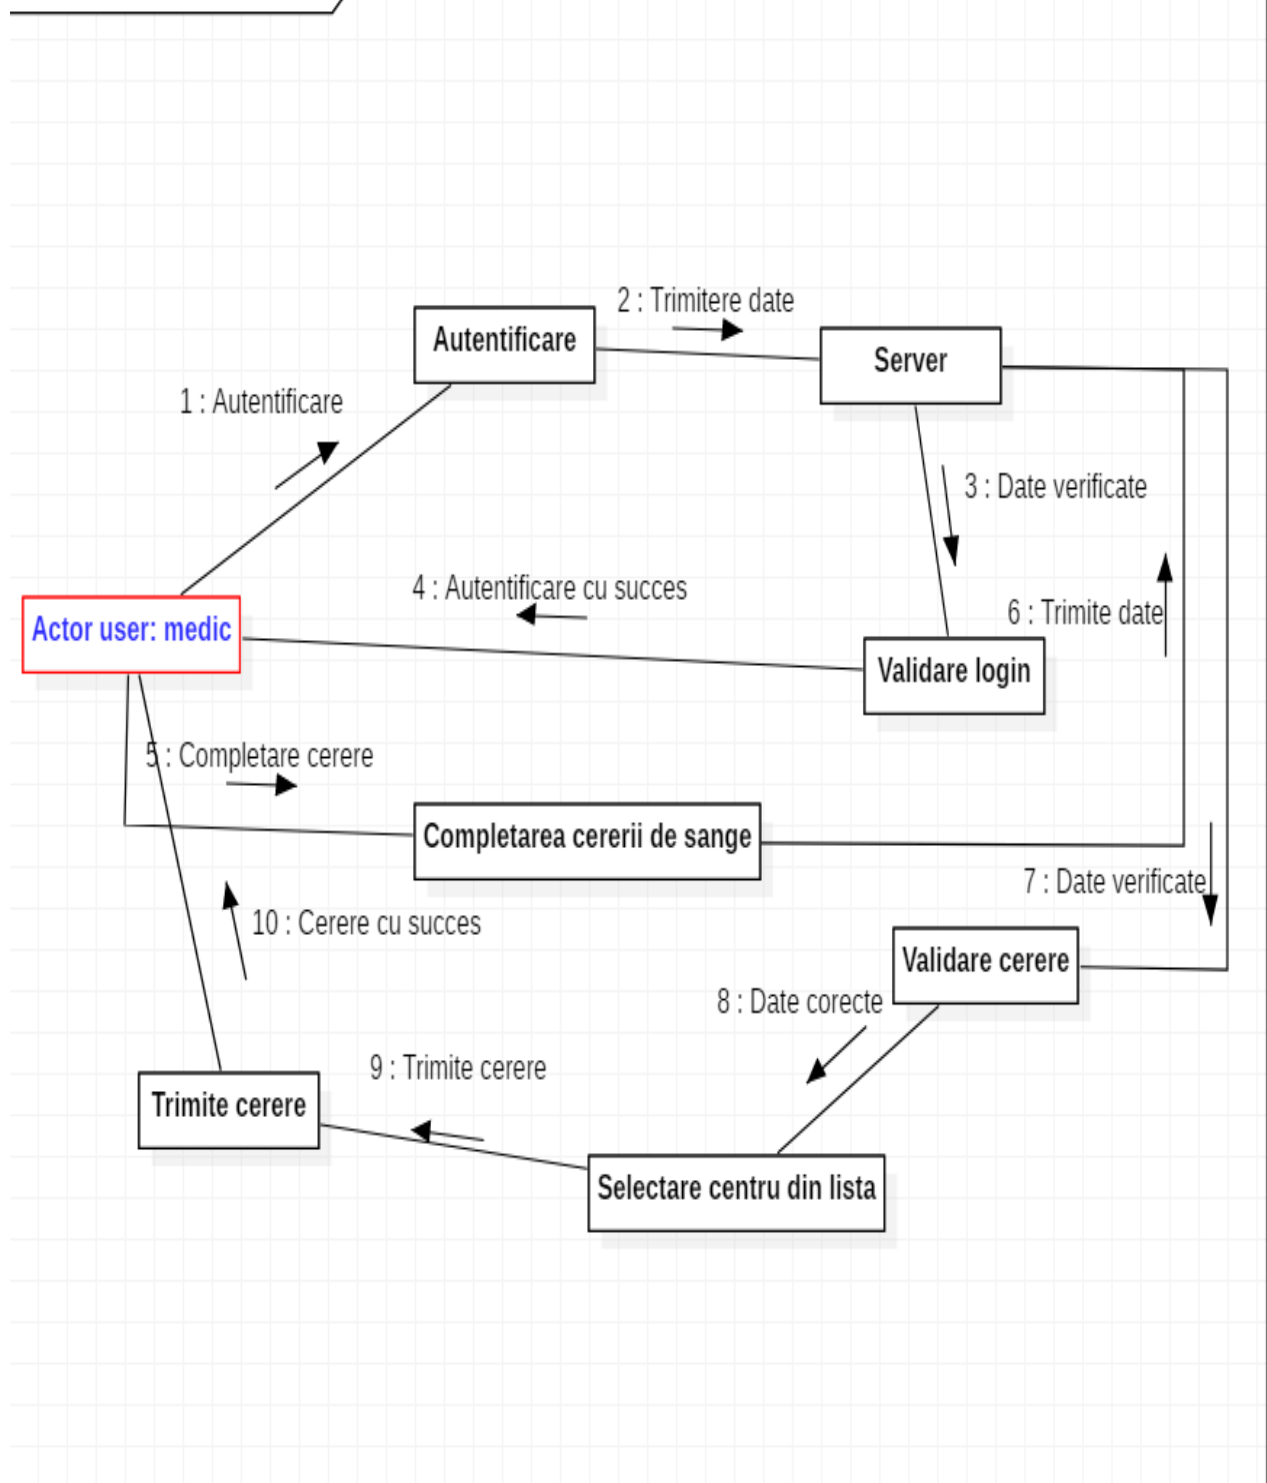 2 : Trimitere date
Autentificare
Server
1 : Autentificare
3 : Date verificate
4 : Autentificare cu succes
6 : Trimite date
Actor user: medic
Validare login
5 : Completare cerere
Completarea cererii de sange
7 : Date verificate
10 : Cerere cu succes
Validare cerere
8 : Date corecte
9 : Trimite cerere
Trimite cerere
Selectare centru din lista